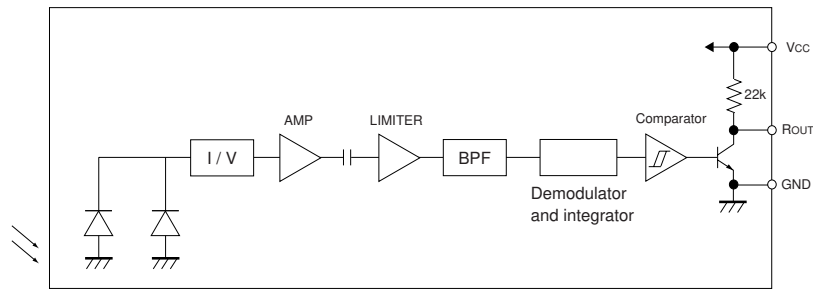 VCC
22k
AMP
LIMITER
Comparator
ROUT
I / V
BPF
GND
Demodulator
and integrator